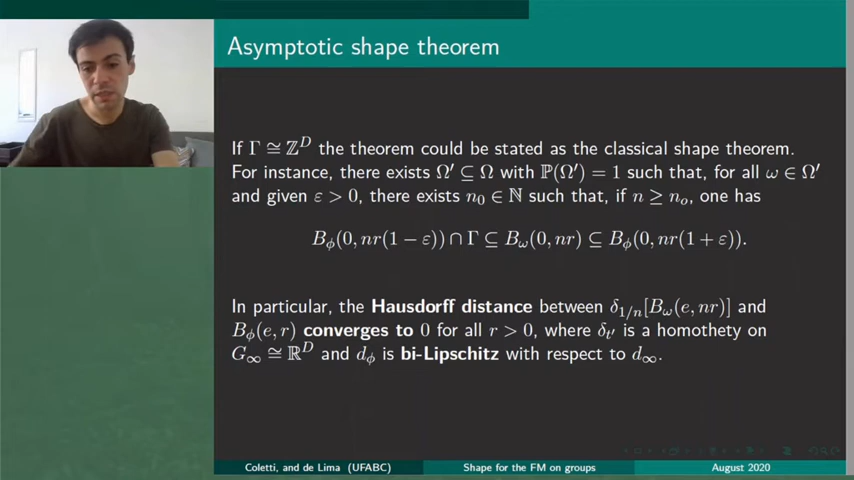 Asymptotic shape theorem
If Γ ≅ ℤ^D the theorem could be stated as the classical shape theorem.
For instance, there exists Ω′ ⊆ Ω with ℙ(Ω′) = 1 such that, for all ω ∈ Ω′
and given ε > 0, there exists n₀ ∈ ℕ such that, if n ≥ n_o, one has
B_ϕ(0, nr(1 − ε)) ∩ Γ ⊆ B_ω(0, nr) ⊆ B_ϕ(0, nr(1 + ε)).
In particular, the Hausdorff distance between δ_{1/n}[B_ω(e, nr)] and
B_ϕ(e, r) converges to 0 for all r > 0, where δ_{t′} is a homothety on
G_∞ ≅ ℝ^D and d_ϕ is bi-Lipschitz with respect to d_∞.
Coletti, and de Lima (UFABC) Shape for the FM on groups August 2020